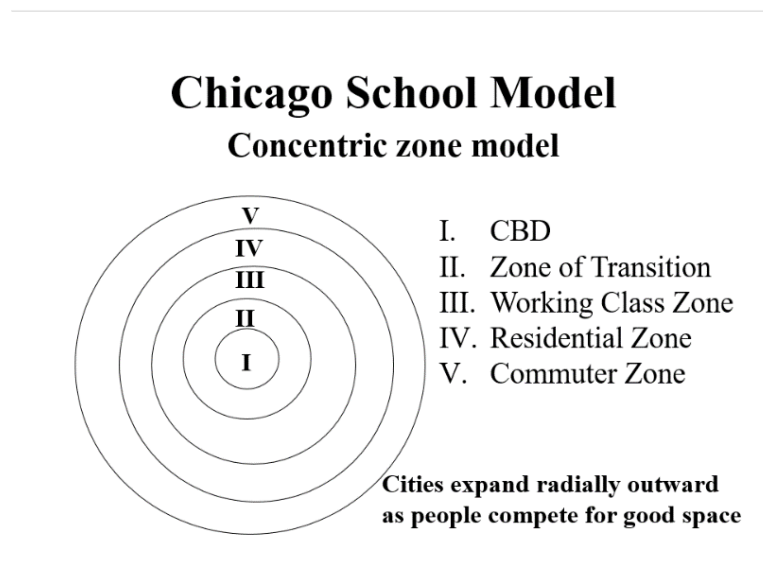 Chicago School Model
Concentric zone model
V
IV
III
II
I
I. CBD
II. Zone of Transition
III. Working Class Zone
IV. Residential Zone
V. Commuter Zone
Cities expand radially outward
as people compete for good space